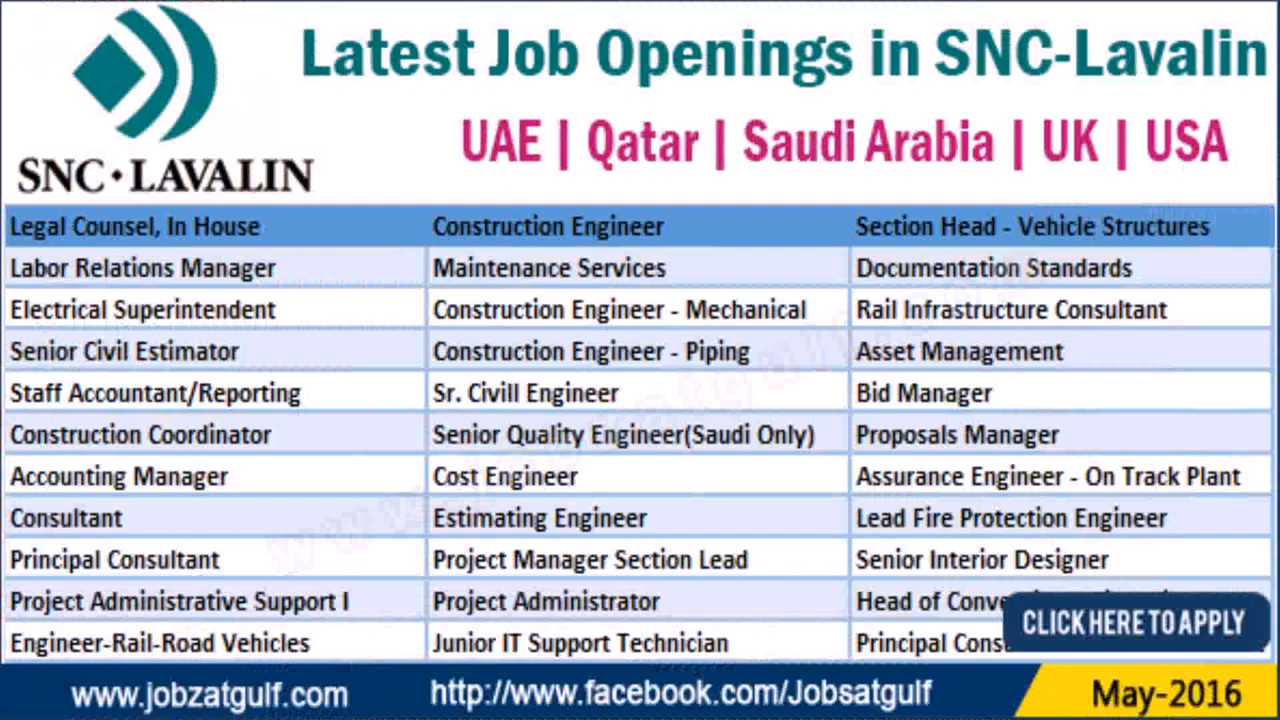 Latest Job Openings in SNC-Lavalin
UAE | Qatar | Saudi Arabia | UK | USA
SNC·LAVALIN
Legal Counsel, In House Construction Engineer Section Head - Vehicle Structures
Labor Relations Manager Maintenance Services Documentation Standards
Electrical Superintendent Construction Engineer - Mechanical Rail Infrastructure Consultant
Senior Civil Estimator Construction Engineer - Piping Asset Management
Staff Accountant/Reporting Sr. Civill Engineer Bid Manager
Construction Coordinator Senior Quality Engineer(Saudi Only) Proposals Manager
Accounting Manager Cost Engineer Assurance Engineer - On Track Plant
Consultant Estimating Engineer Lead Fire Protection Engineer
Principal Consultant Project Manager Section Lead Senior Interior Designer
Project Administrative Support I Project Administrator Head of
Engineer-Rail-Road Vehicles Junior IT Support Technician Principal
CLICK HERE TO APPLY
www.jobzatgulf.com http://www.facebook.com/Jobsatgulf May-2016